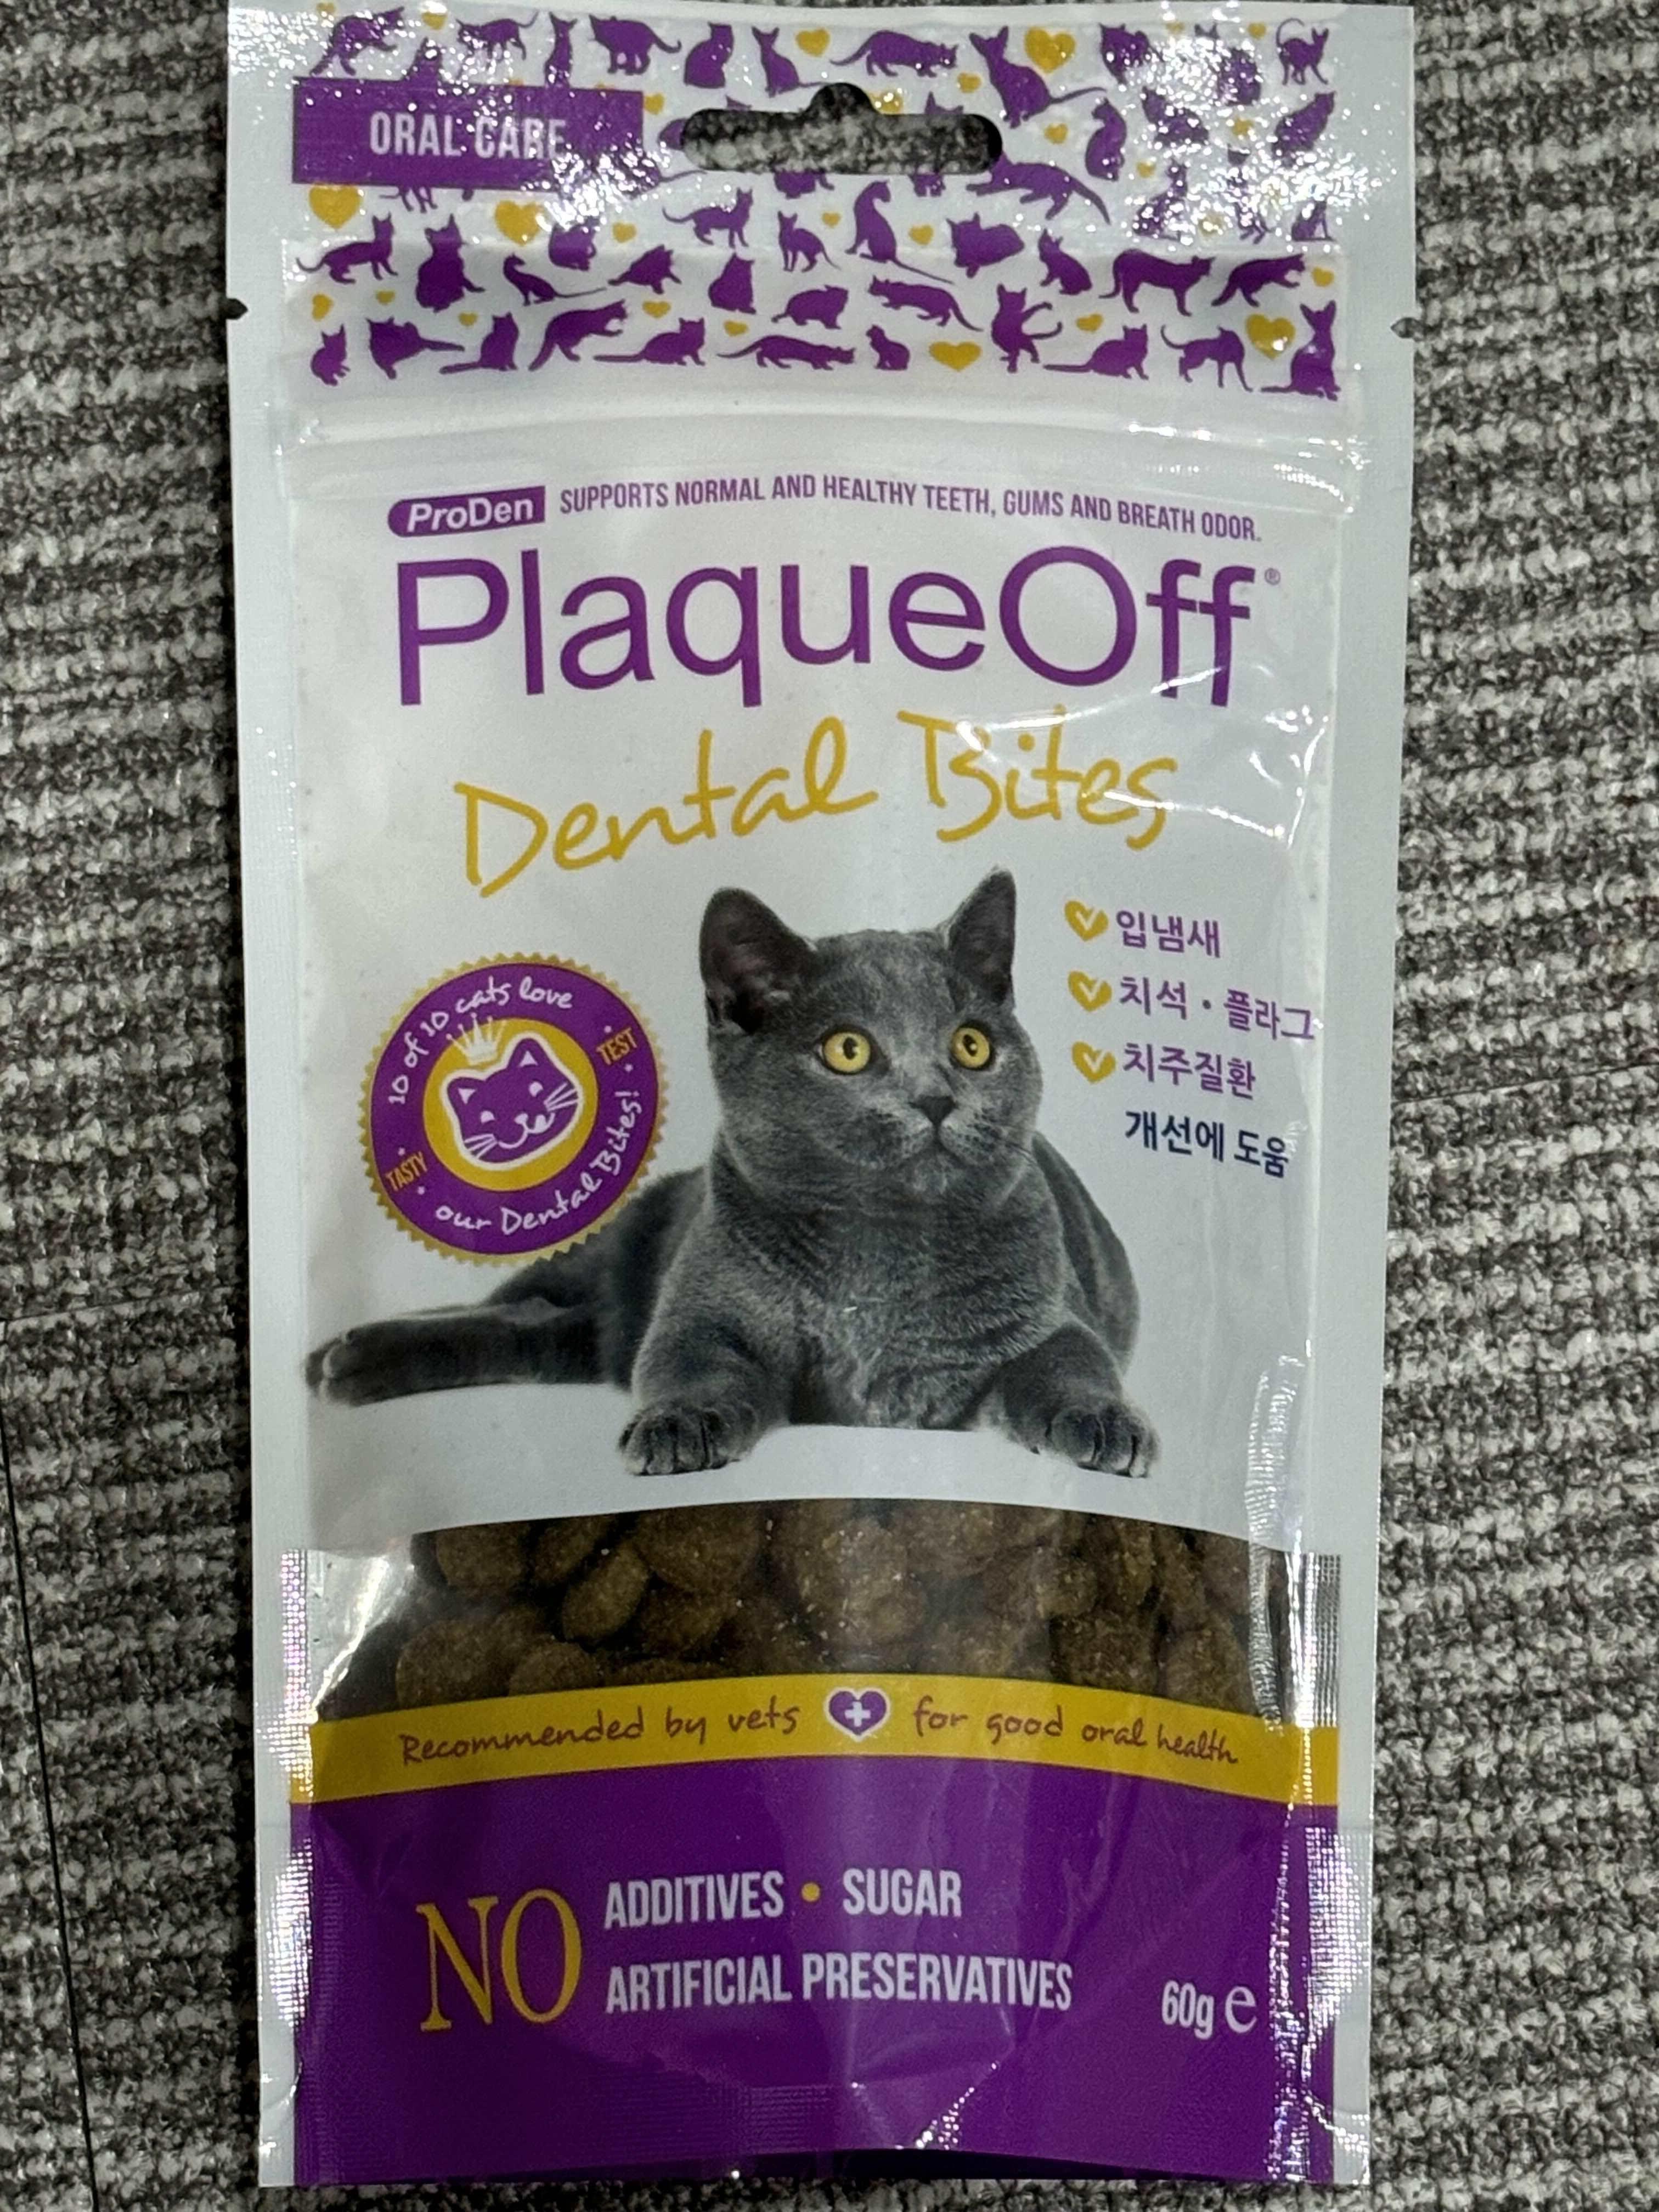 ORAL CARE
ProDen SUPPORTS NORMAL AND HEALTHY TEETH, GUMS AND BREATH ODOR.
PlaqueOff®
Dental Bites
입냄새
치석 · 플라그
치주질환
개선에 도움
10 of 10 cats love
TEST
our Dental Bites!
TASTY
Recommended by vets for good oral health
NO ADDITIVES • SUGAR
ARTIFICIAL PRESERVATIVES
60g e